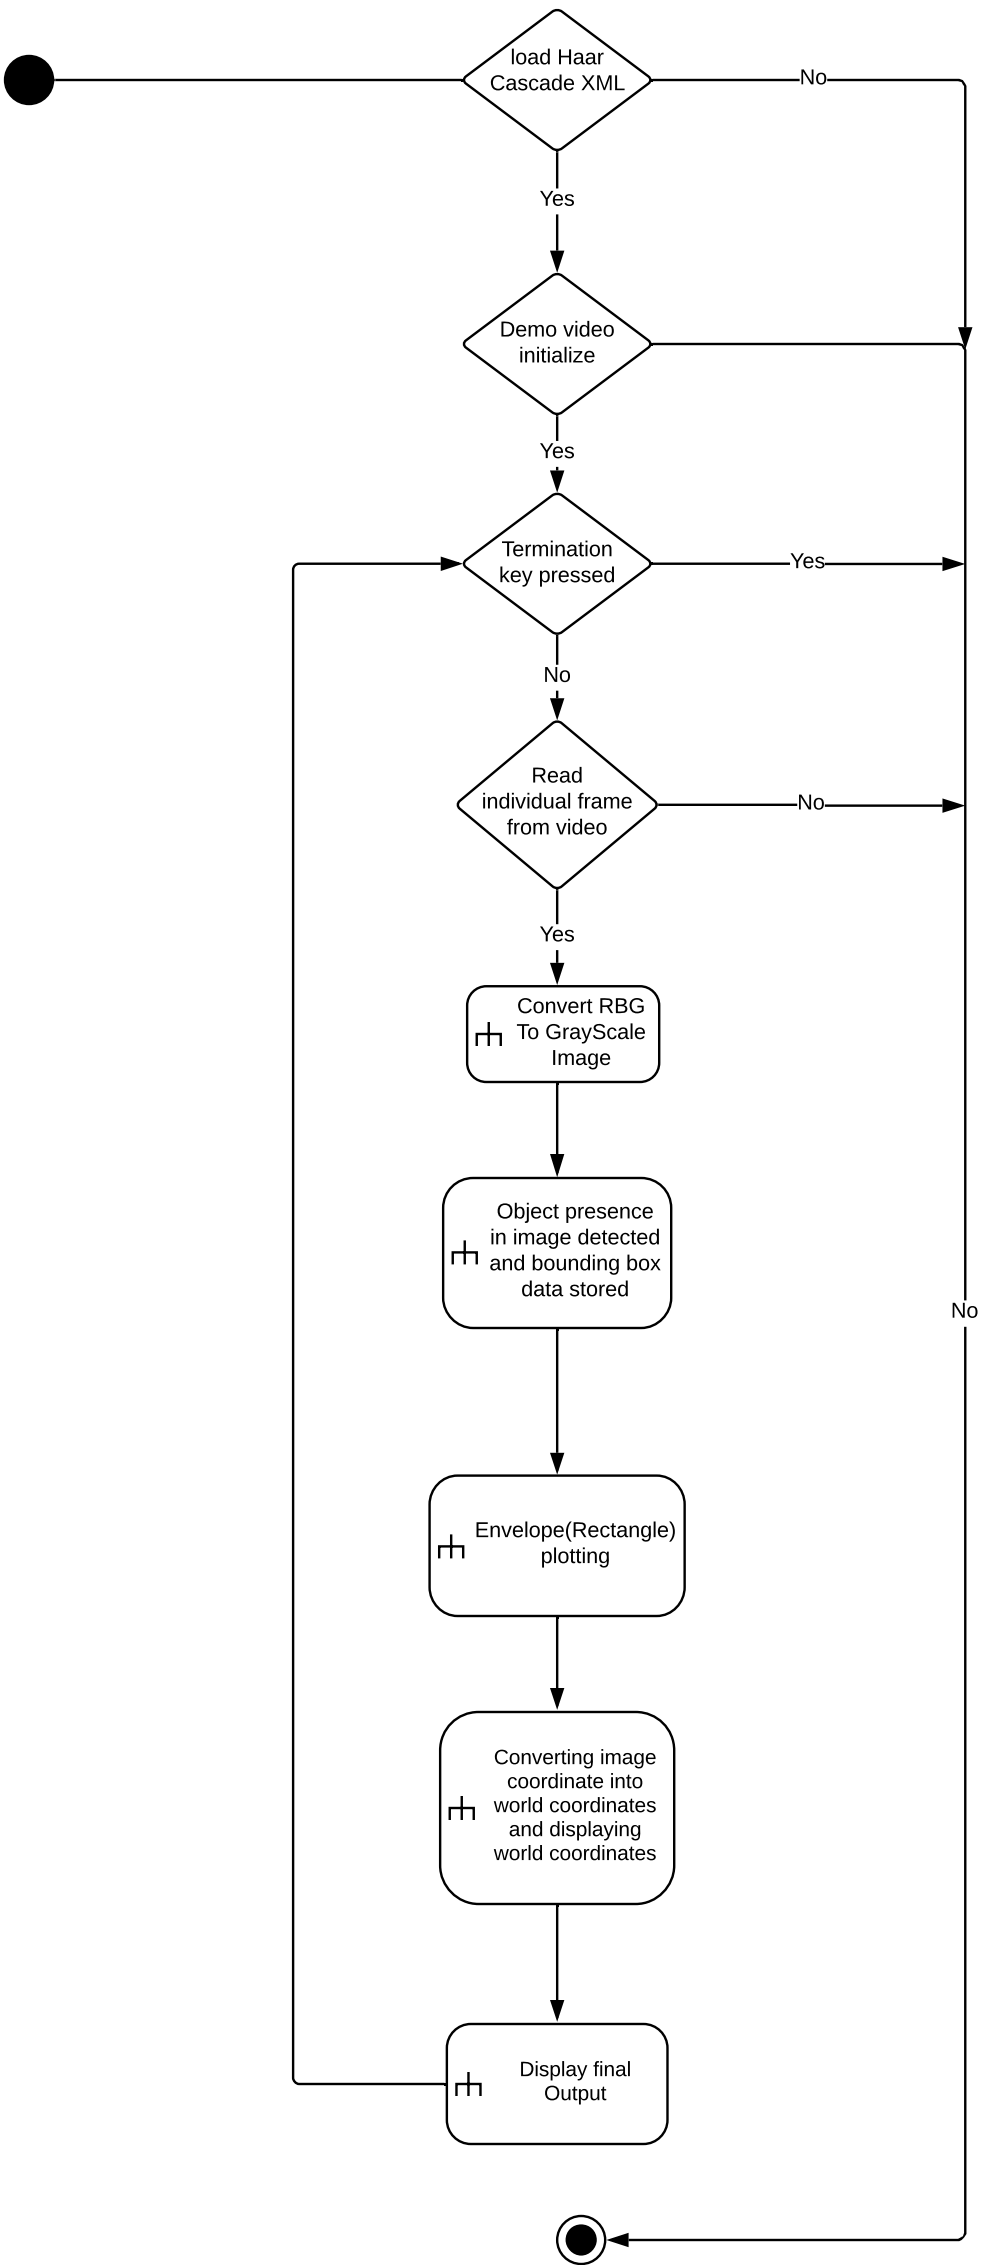 load Haar
Cascade XML
No
Yes
Demo video
initialize
Yes
Termination
key pressed
Yes
No
Read
individual frame
from video
No
Yes
Convert RBG
To GrayScale
Image
Object presence
in image detected
and bounding box
data stored
No
Envelope(Rectangle)
plotting
Converting image
coordinate into
world coordinates
and displaying
world coordinates
Display final
Output